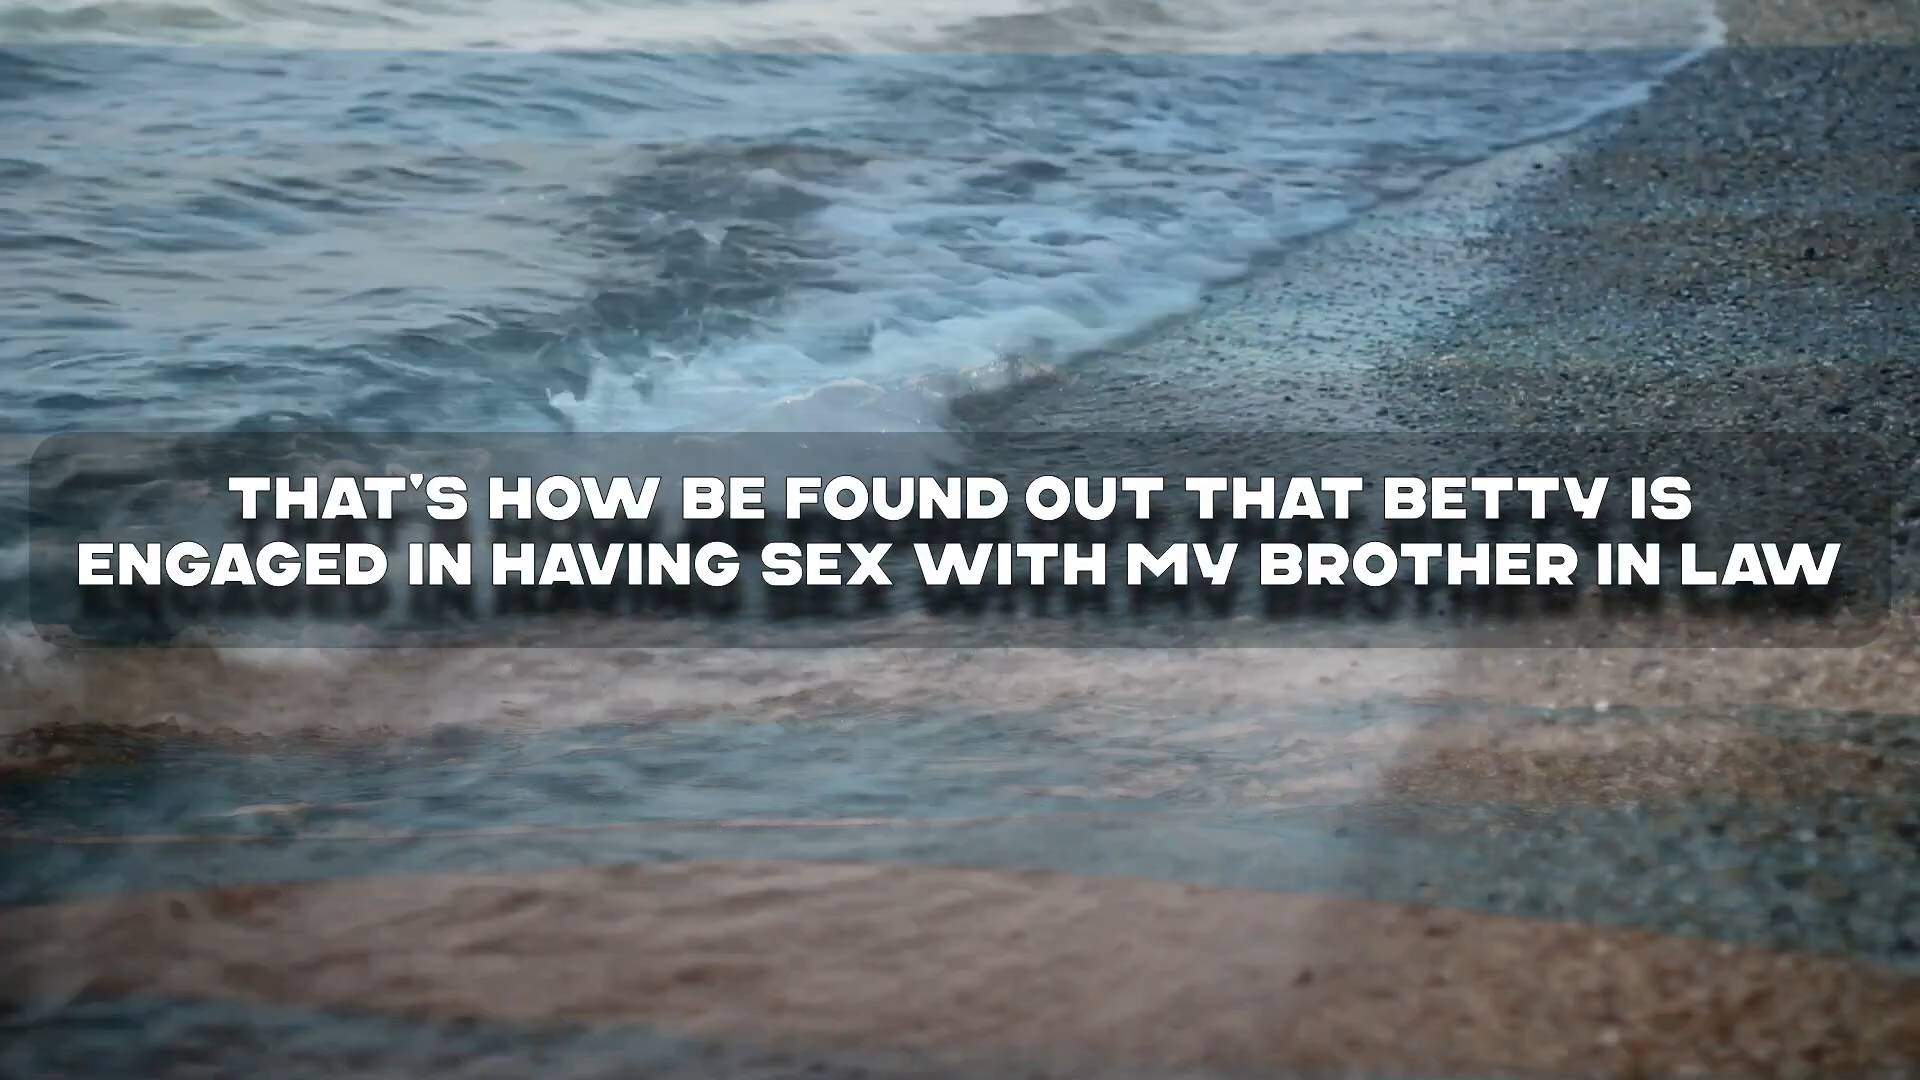 THAT'S HOW BE FOUND OUT THAT BETTY IS
ENGAGED IN HAVING SEX WITH MY BROTHER IN LAW